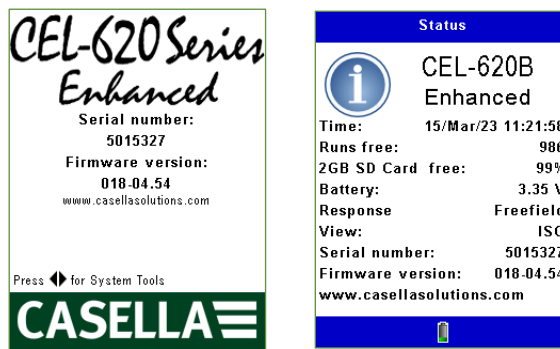 CEL-620 Series
Enhanced
Serial number:
5015327
Firmware version:
018-04.54
www.casellasolutions.com
Press for System Tools
CASELLA
Status
CEL-620B
Enhanced
Time: 15/Mar/23 11:21:58
Runs free: 986
2GB SD Card free: 99%
Battery: 3.35 V
Response Freefield
View: ISO
Serial number: 5015327
Firmware version: 018-04.54
www.casellasolutions.com